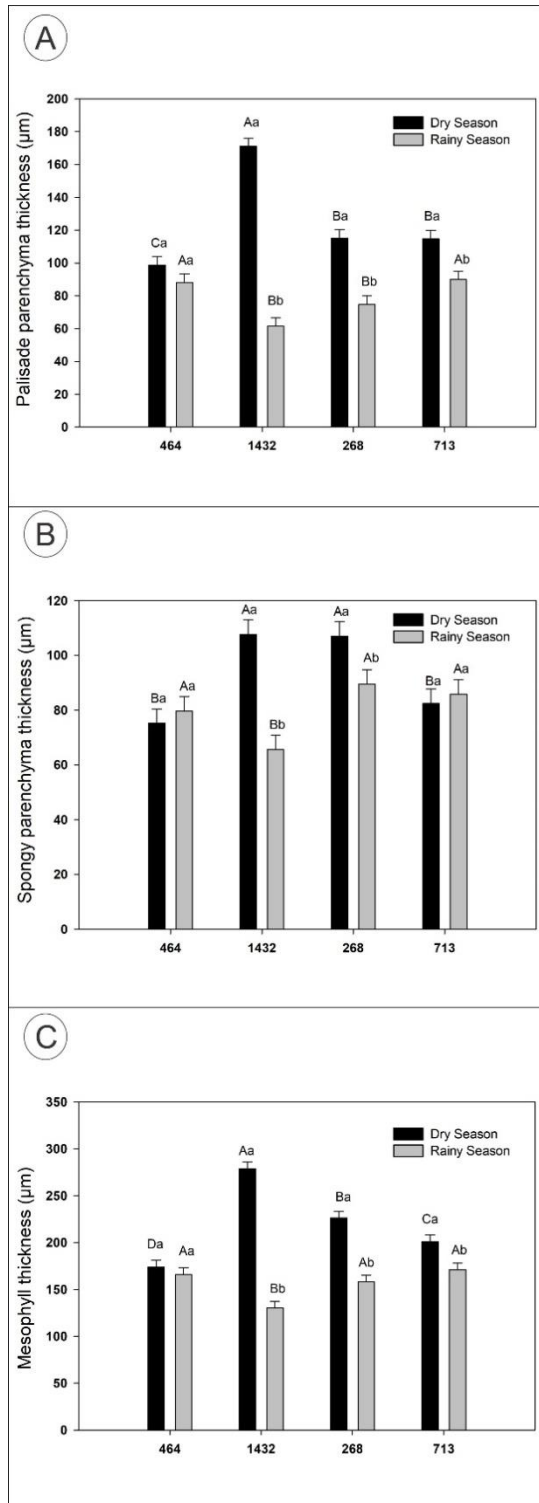 A
Palisade parenchyma thickness (µm)
200
180
160
140
120
100
80
60
40
20
0
Dry Season
Rainy Season
Ca
Aa
Aa
Bb
Ba
Bb
Ba
Ab
464 1432 268 713
B
Spongy parenchyma thickness (µm)
120
100
80
60
40
20
0
Dry Season
Rainy Season
Ba
Aa
Aa
Bb
Aa
Ab
Ba
Aa
464 1432 268 713
C
Mesophyll thickness (µm)
350
300
250
200
150
100
50
0
Dry Season
Rainy Season
Da
Aa
Aa
Bb
Ba
Ab
Ca
Ab
464 1432 268 713